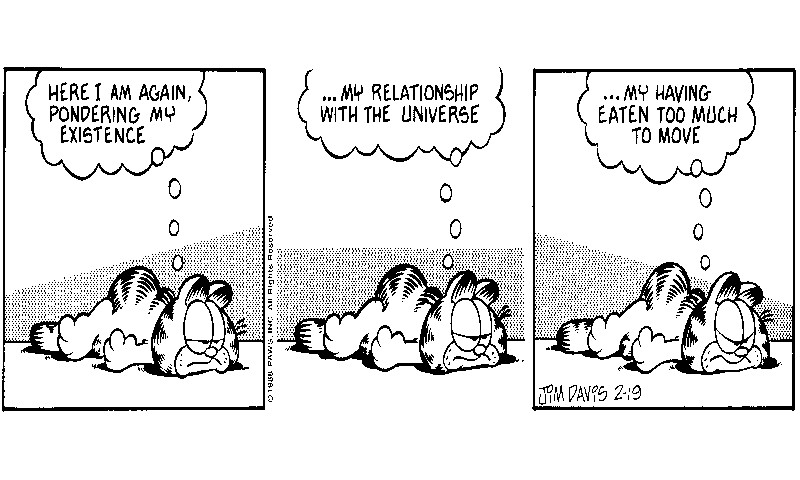 HERE I AM AGAIN,
PONDERING MY
EXISTENCE
...MY RELATIONSHIP
WITH THE UNIVERSE
...MY HAVING
EATEN TOO MUCH
TO MOVE
© 1988 PAWS, INC. All Rights Reserved
JIM DAVIS 2-19